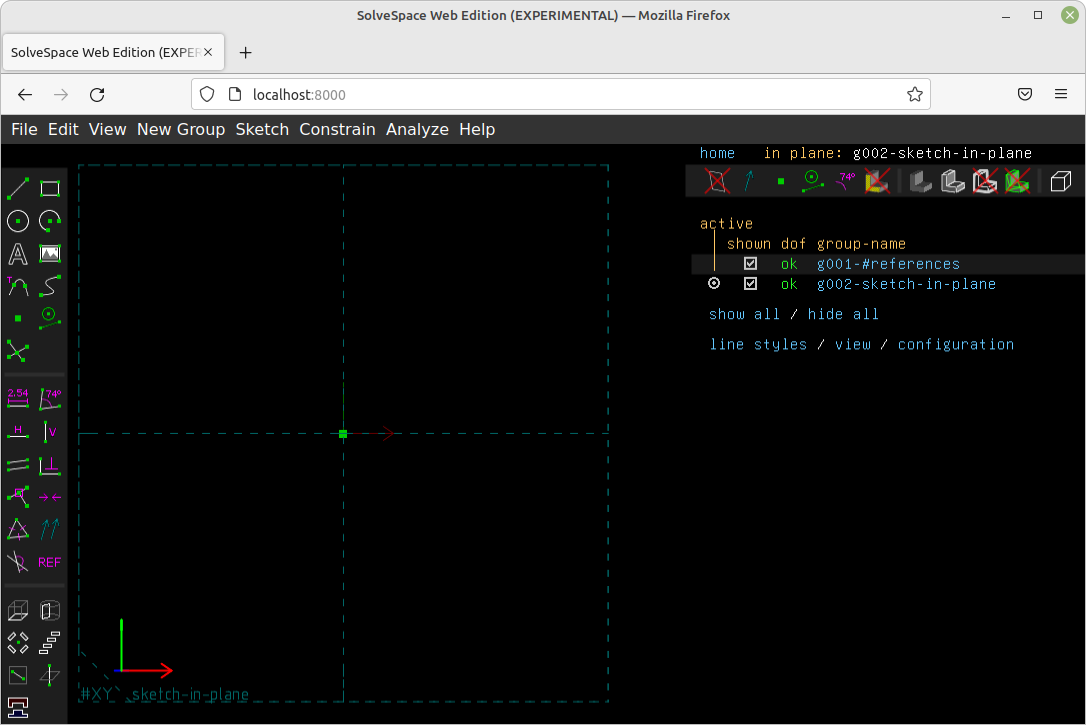 SolveSpace Web Edition (EXPERIMENTAL) — Mozilla Firefox
SolveSpace Web Edition (EXPER
localhost:8000
File Edit View New Group Sketch Constrain Analyze Help
home in plane: g002-sketch-in-plane
74º
active
shown dof group-name
ok g001-#references
ok g002-sketch-in-plane
show all / hide all
line styles / view / configuration
A
T
2.54 74º
H V
REF
#XY sketch-in-plane